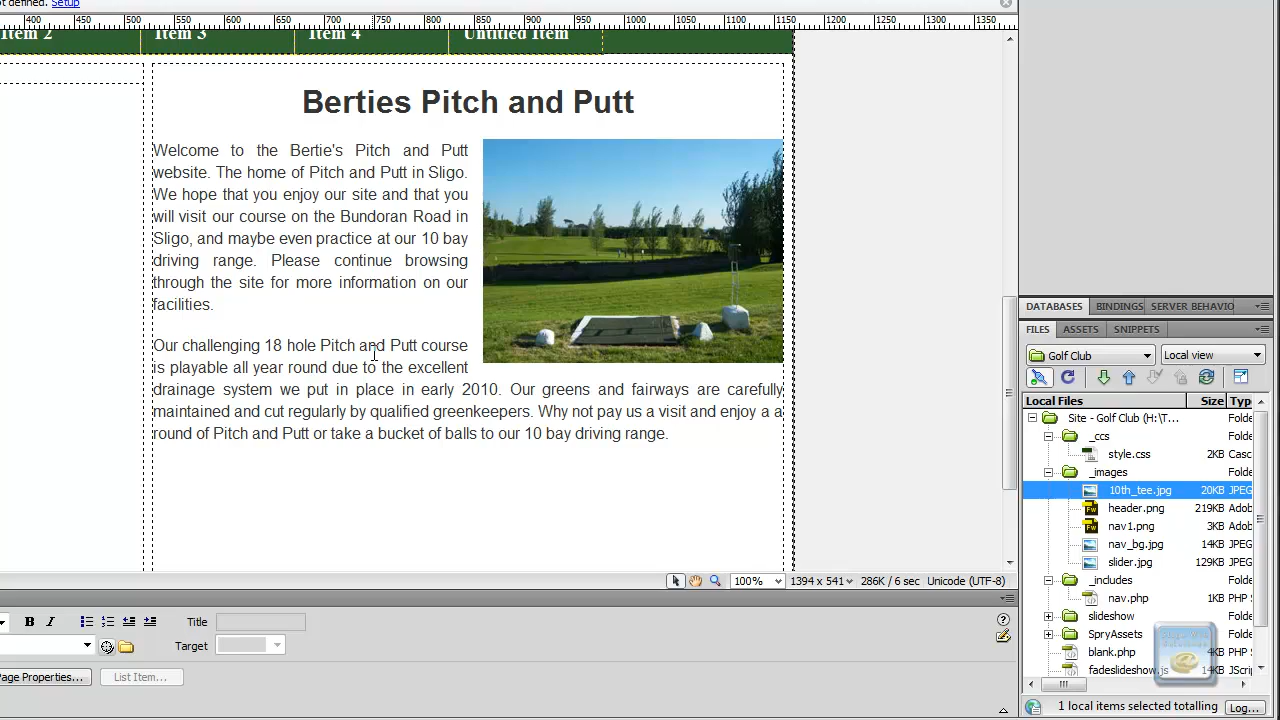 ot defined. Setup
400 450 500 550 600 650 700 750 800 850 900 950 1000 1050 1100 1150 1200 1250 1300 1350
Item 2 Item 3 Item 4 Untitled Item
Berties Pitch and Putt
Welcome to the Bertie's Pitch and Putt
website. The home of Pitch and Putt in Sligo.
We hope that you enjoy our site and that you
will visit our course on the Bundoran Road in
Sligo, and maybe even practice at our 10 bay
driving range. Please continue browsing
through the site for more information on our
facilities.
Our challenging 18 hole Pitch and Putt course
is playable all year round due to the excellent
drainage system we put in place in early 2010. Our greens and fairways are carefully
maintained and cut regularly by qualified greenkeepers. Why not pay us a visit and enjoy a a
round of Pitch and Putt or take a bucket of balls to our 10 bay driving range.
100% 1394 x 541 286K / 6 sec Unicode (UTF-8)
B I Title
Target
Page Properties... List Item...
DATABASES BINDINGS SERVER BEHAVIO
FILES ASSETS SNIPPETS
Golf Club Local view
Local Files Size Typ
Site - Golf Club (H:\T... Folde
_ccs Folde
style.css 2KB Casc
_images Folde
10th_tee.jpg 20KB JPEG
header.png 219KB Adob
nav1.png 3KB Adob
nav_bg.jpg 14KB JPEG
slider.jpg 129KB JPEG
_includes Folde
nav.php 1KB PHP S
slideshow Folde
SpryAssets Folde
blank.php 4KB PHP S
fadeslideshow.js 14KB JScri
1 local items selected totalling Log...